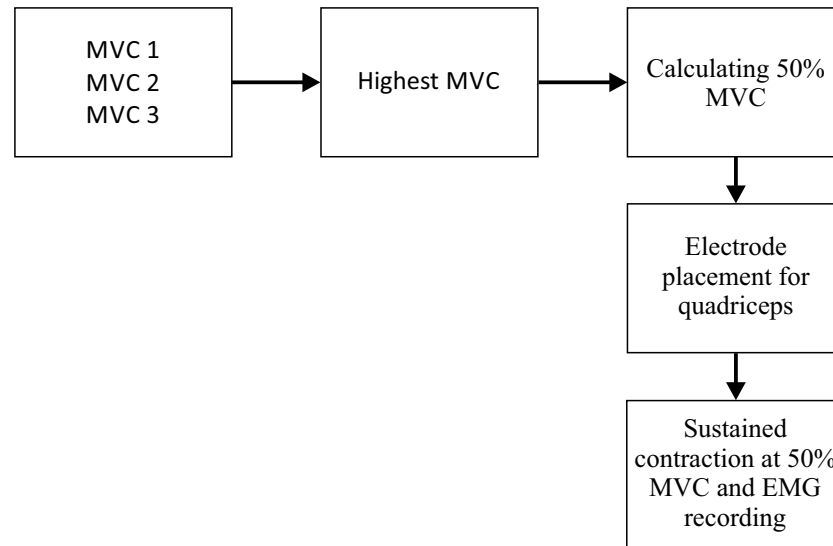 MVC 1
MVC 2
MVC 3
Highest MVC
Calculating 50%
MVC
Electrode
placement for
quadriceps
Sustained
contraction at 50%
MVC and EMG
recording